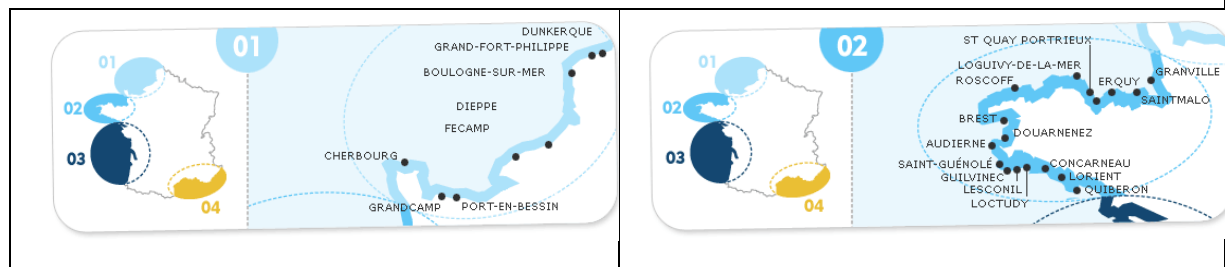 01
02
03
04
01
DUNKERQUE
GRAND-FORT-PHILIPPE
BOULOGNE-SUR-MER
DIEPPE
FECAMP
CHERBOURG
GRANDCAMP
PORT-EN-BESSIN
01
02
03
04
02
ST QUAY PORTRIEUX
LOGUIVY-DE-LA-MER
GRANVILLE
ROSCOFF
ERQUY
SAINTMALO
BREST
DOUARNENEZ
AUDIERNE
SAINT-GUÉNOLÉ
CONCARNEAU
GUILVINEC
LORIENT
LESCONIL
QUIBERON
LOCTUDY